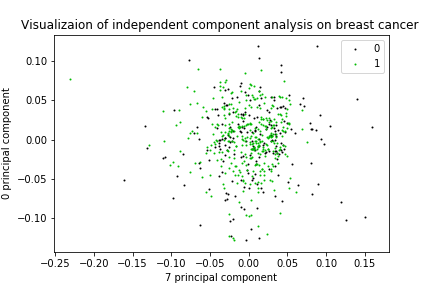 Visualizaion of independent component analysis on breast cancer
0
1
0.10
0.05
0.00
−0.05
−0.10
0 principal component
−0.25 −0.20 −0.15 −0.10 −0.05 0.00 0.05 0.10 0.15
7 principal component